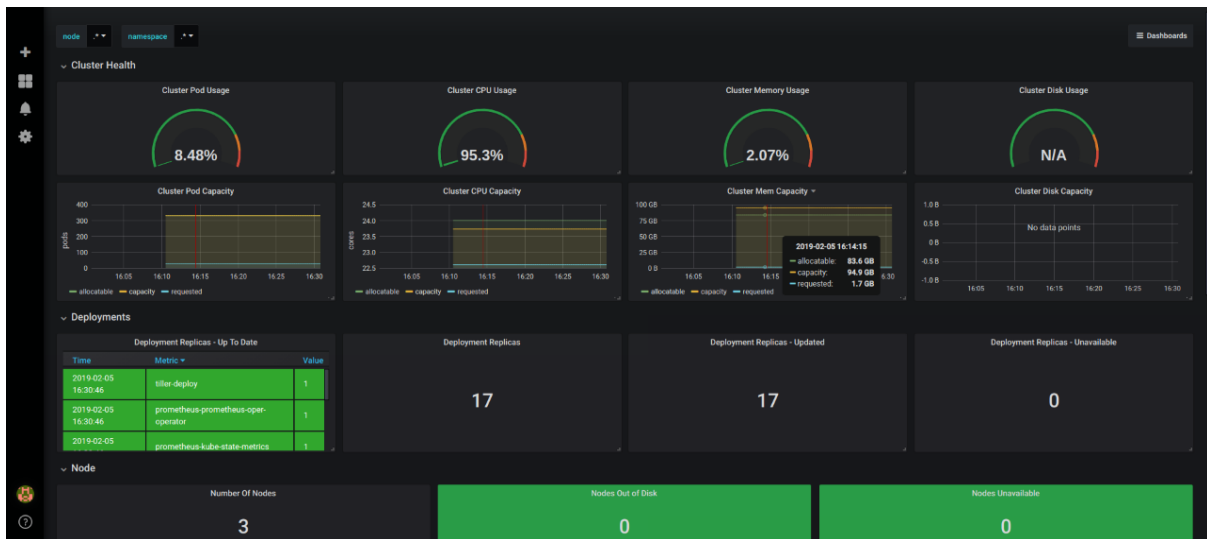 node .* namespace .* Dashboards
Cluster Health
Cluster Pod Usage
8.48%
Cluster CPU Usage
95.3%
Cluster Memory Usage
2.07%
Cluster Disk Usage
N/A
Cluster Pod Capacity
400
300
200
100
0
pods
16:05 16:10 16:15 16:20 16:25 16:30
allocatable capacity requested
Cluster CPU Capacity
24.5
24.0
23.5
23.0
22.5
cores
16:05 16:10 16:15 16:20 16:25 16:30
allocatable capacity requested
Cluster Mem Capacity
100 GB
75 GB
50 GB
25 GB
0 B
16:05 16:10 16:15 6:30
allocatable capacity requested
2019-02-05 16:14:15
allocatable: 83.6 GB
capacity: 94.9 GB
requested: 1.7 GB
Cluster Disk Capacity
1.0 B
0.5 B
0 B
-0.5 B
-1.0 B
No data points
16:05 16:10 16:15 16:20 16:25 16:30
Deployments
Deployment Replicas - Up To Date
Time Metric Value
2019-02-05
16:30:46
tiller-deploy 1
2019-02-05
16:30:46
prometheus-prometheus-oper-
operator 1
2019-02-05
prometheus-kube-state-metrics 1
Deployment Replicas
17
Deployment Replicas - Updated
17
Deployment Replicas - Unavailable
0
Node
Number Of Nodes
3
Nodes Out of Disk
0
Nodes Unavailable
0